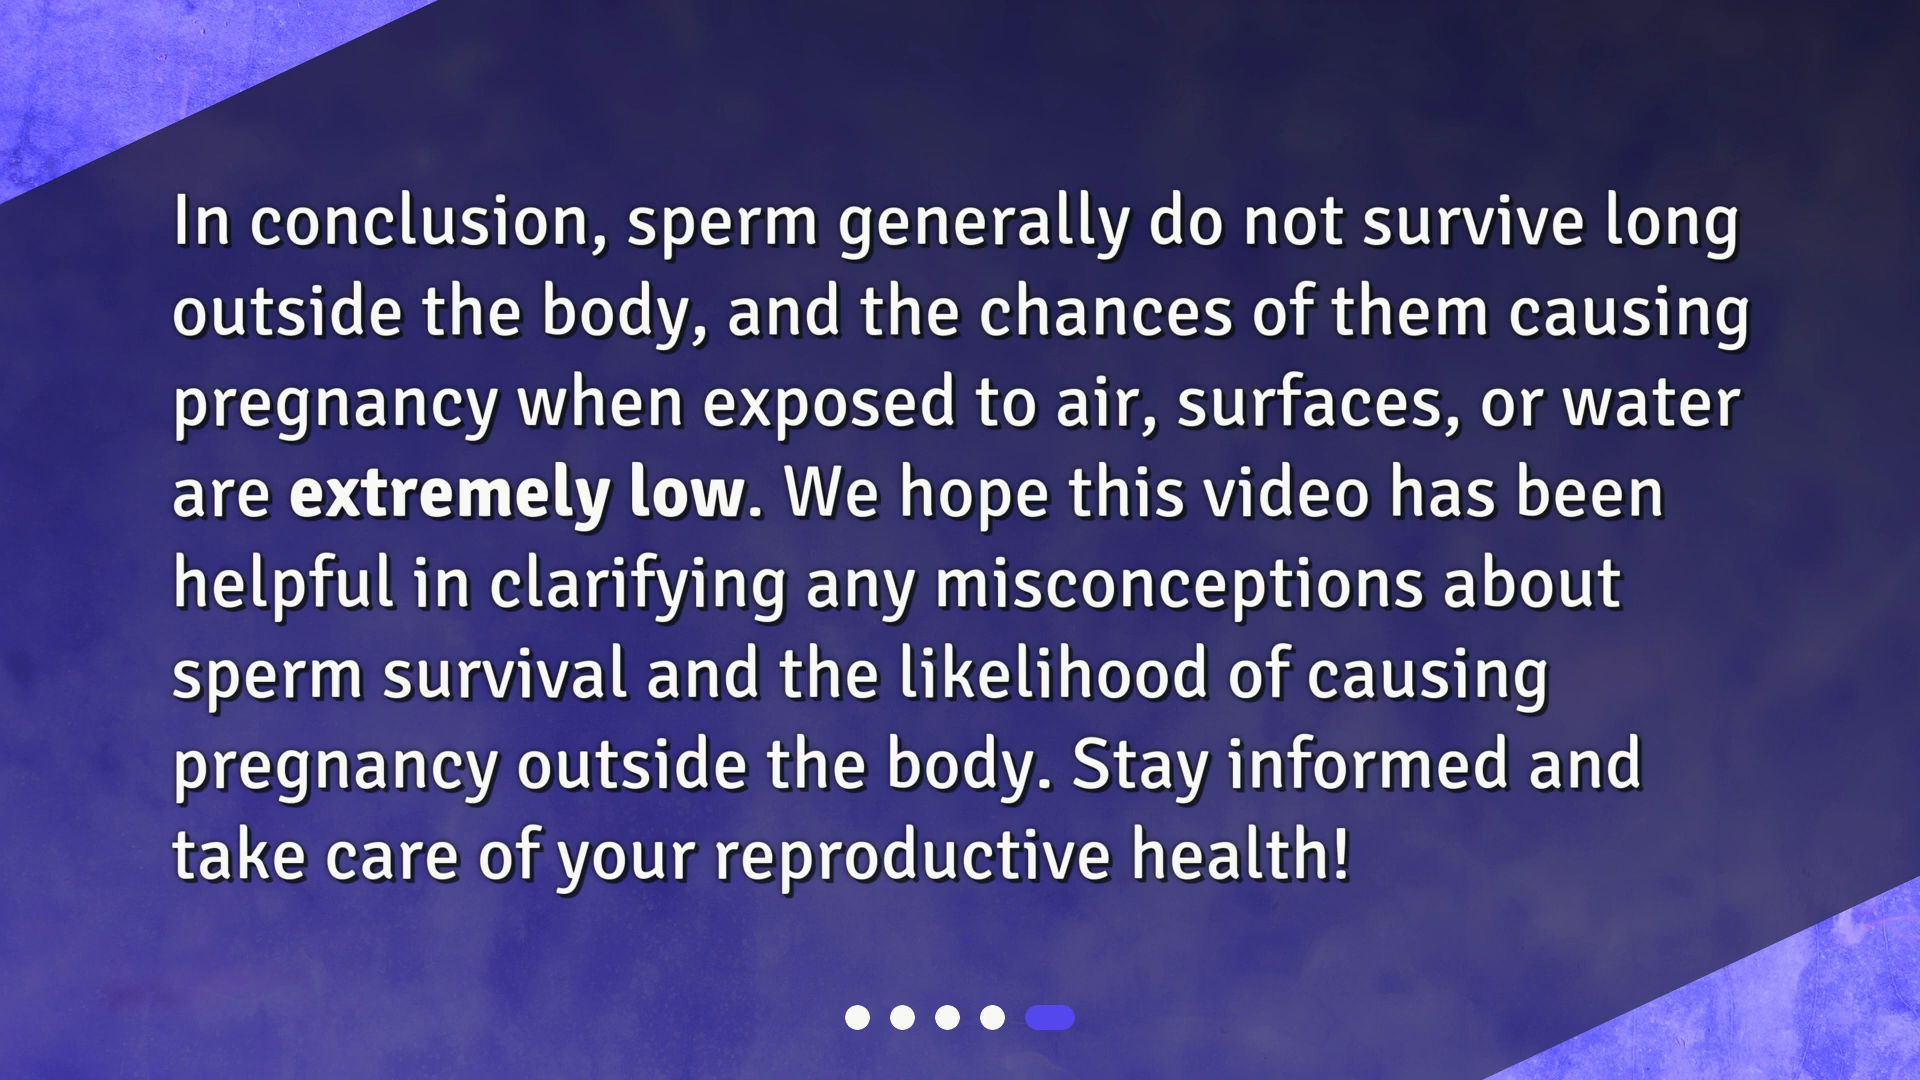 In conclusion, sperm generally do not survive long
outside the body, and the chances of them causing
pregnancy when exposed to air, surfaces, or water
are extremely low. We hope this video has been
helpful in clarifying any misconceptions about
sperm survival and the likelihood of causing
pregnancy outside the body. Stay informed and
take care of your reproductive health!